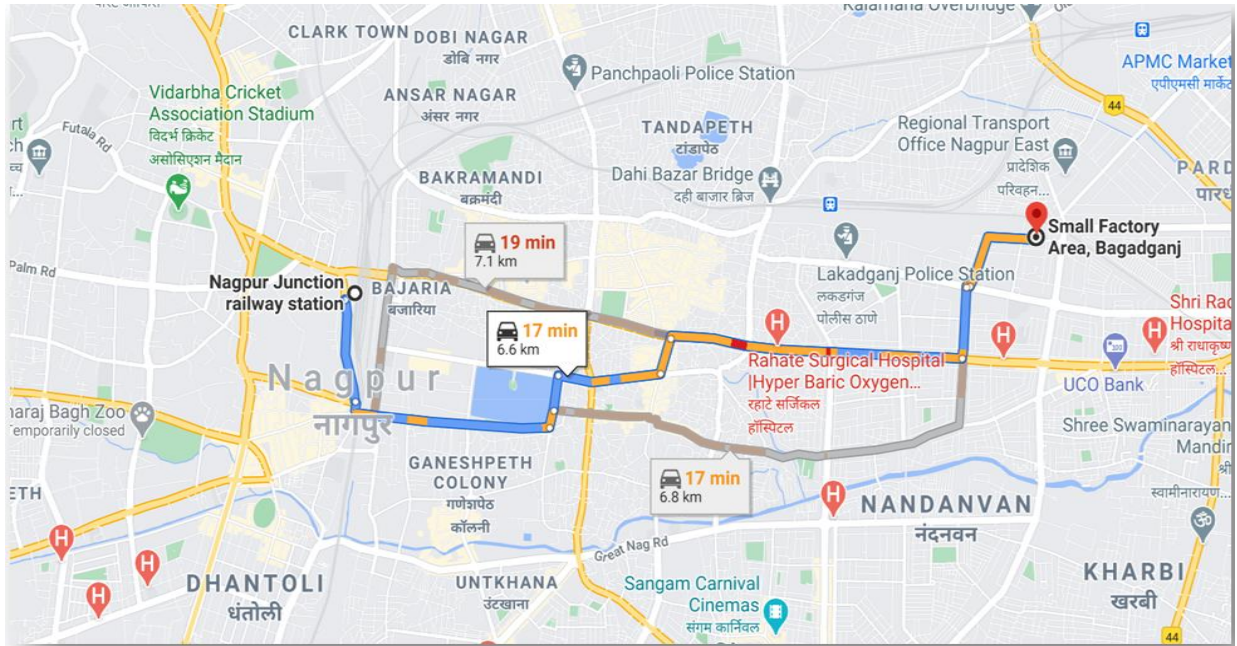 Kalamana Overbridge
CLARK TOWN
DOBI NAGAR
डोबि नगर
APMC Market
एपीएमसी मार्केट
Panchpaoli Police Station
Vidarbha Cricket
Association Stadium
विदर्भ क्रिकेट
असोसिएशन मैदान
ANSAR NAGAR
अंसर नगर
44
Futala Rd
TANDAPETH
टांडापेठ
Regional Transport
Office Nagpur East
प्रादेशिक
परिवहन...
BAKRAMANDI
बक्रमंदी
Dahi Bazar Bridge
दही बाजार ब्रिज
PARD
पारध
19 min
7.1 km
Small Factory
Area, Bagadganj
Palm Rd
Nagpur Junction
railway station
BAJARIA
बजारिया
Lakadganj Police Station
लकडगंज
पोलीस ठाणे
17 min
6.6 km
Shri Rad
Hospita
श्री राधाकृष्ण
हॉस्पिटल...
Rahate Surgical Hospital
|Hyper Baric Oxygen...
रहाटे सर्जिकल
हॉस्पिटल
UCO Bank
Nagpur
नागपुर
haraj Bagh Zoo
Temporarily closed
Shree Swaminarayan
Mandir
श्री
स्वामीनारायण...
GANESHPETH
COLONY
गणेशपेठ
कॉलनी
17 min
6.8 km
ETH
NANDANVAN
नंदनवन
Great Nag Rd
DHANTOLI
धंतोली
UNTKHANA
उंटखाना
Sangam Carnival
Cinemas
संगम कार्निवल
KHARBI
खरबी
44